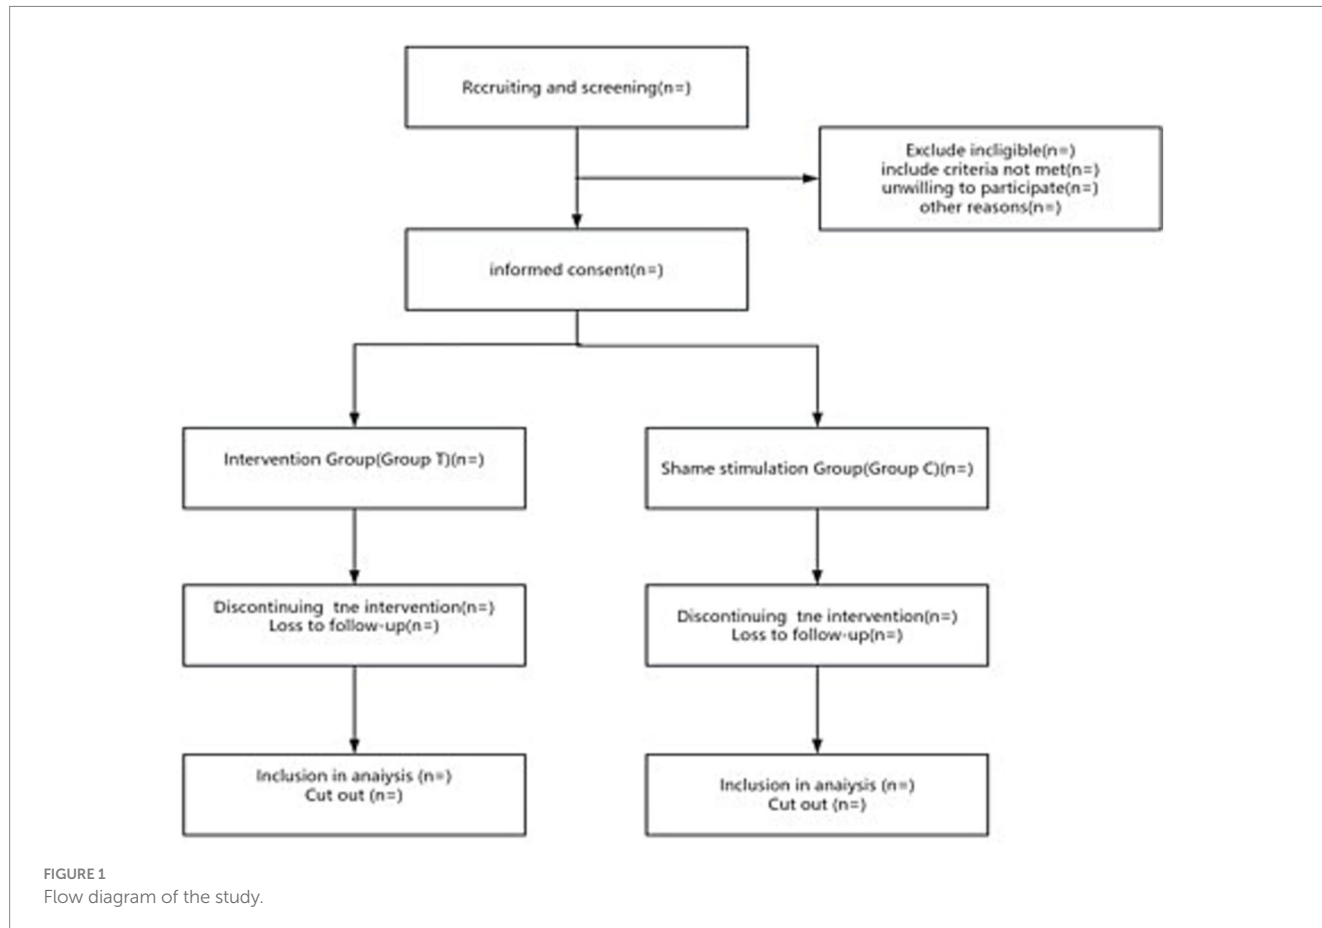 Rccruiting and screening(n=)
Exclude incligible(n=)
include criteria not met(n=)
unwilling to participate(n=)
other reasons(n=)
informed consent(n=)
Intervention Group(Group T)(n=)
Shame stimulation Group(Group C)(n=)
Discontinuing tne intervention(n=)
Loss to follow-up(n=)
Discontinuing tne intervention(n=)
Loss to follow-up(n=)
Inclusion in anaiysis (n=)
Cut out (n=)
Inclusion in anaiysis (n=)
Cut out (n=)
FIGURE 1
Flow diagram of the study.